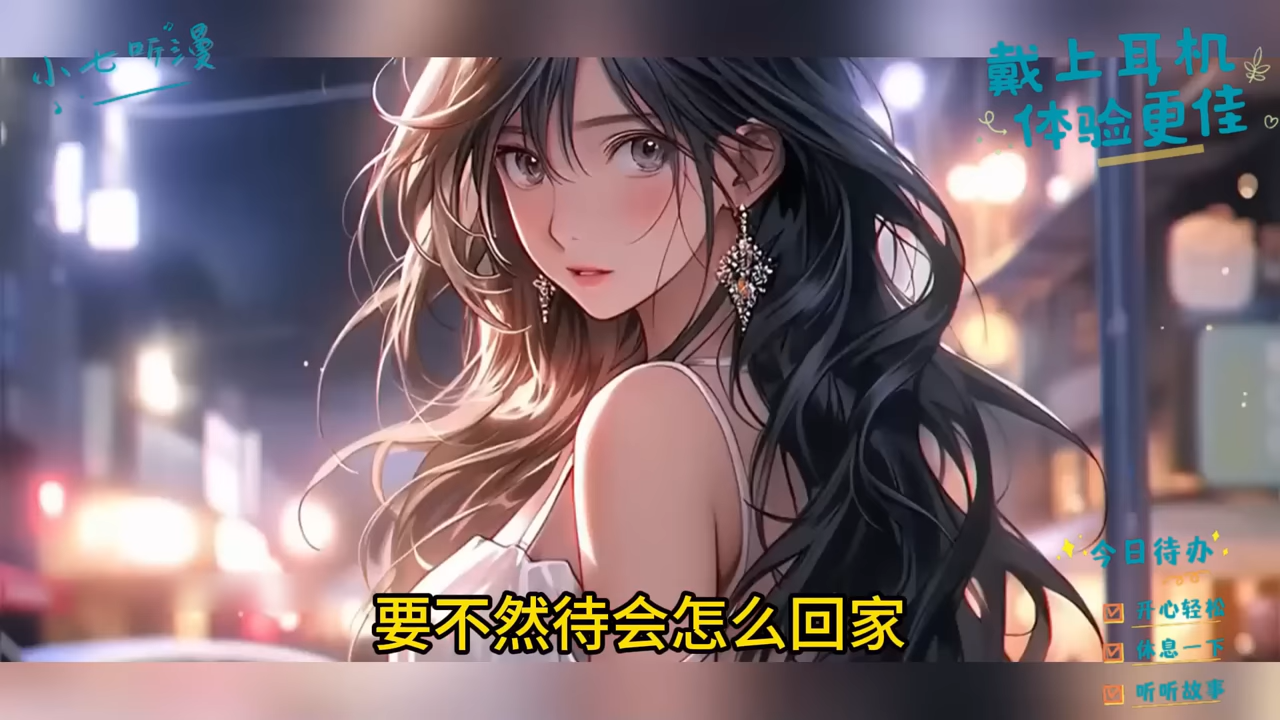 小七听漫
戴上耳机
体验更佳
今日待办
开心轻松
休息一下
听听故事
要不然待会怎么回家